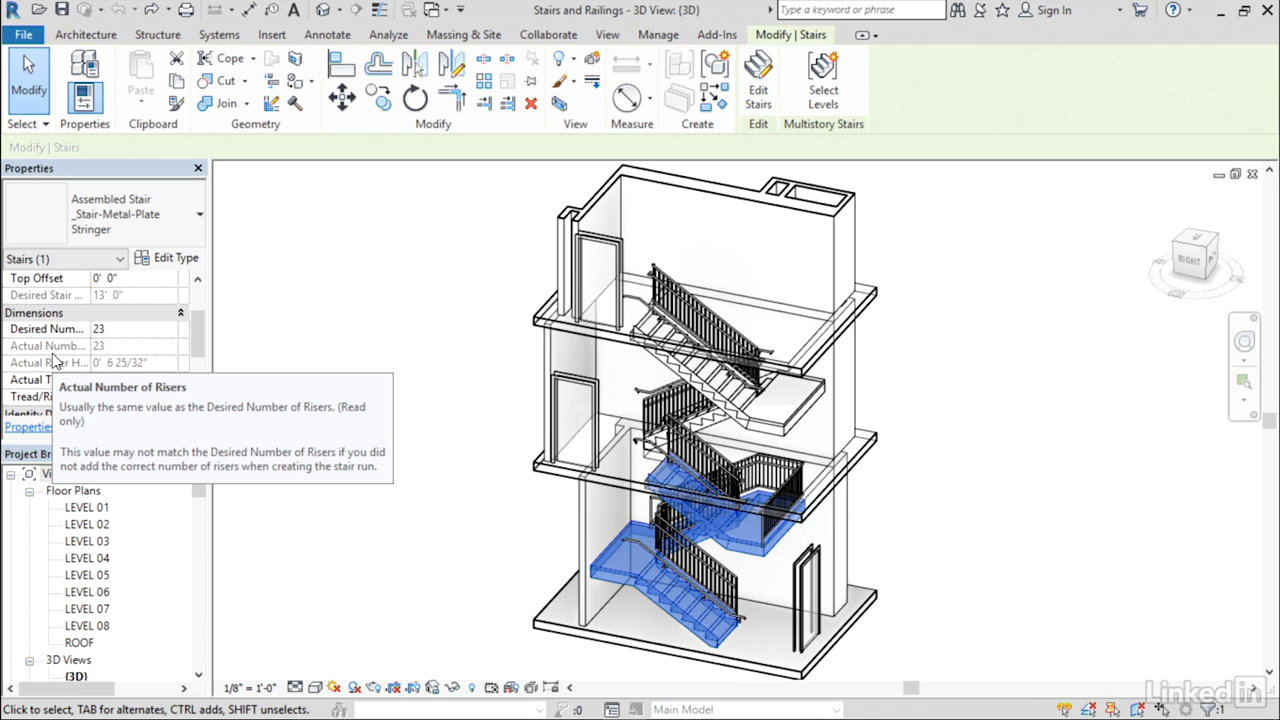 Stairs and Railings - 3D View: {3D}
Type a keyword or phrase
Sign In
File Architecture Structure Systems Insert Annotate Analyze Massing & Site Collaborate View Manage Add-Ins Modify | Stairs
Modify
Properties
Paste
Cope
Cut
Join
Edit
Stairs
Select
Levels
Select Properties Clipboard Geometry Modify View Measure Create Edit Multistory Stairs
Modify | Stairs
Properties
Assembled Stair
_Stair-Metal-Plate
Stringer
Stairs (1) Edit Type
Top Offset 0' 0"
Desired Stair ... 13' 0"
Dimensions
Desired Num... 23
Actual Numb... 23
Actual Riser H... 0' 6 25/32"
Actual T
Tread/Ri
Identity D
Properties
Actual Number of Risers
Usually the same value as the Desired Number of Risers. (Read
only)
This value may not match the Desired Number of Risers if you did
not add the correct number of risers when creating the stair run.
Project Br
Vi
Floor Plans
LEVEL 01
LEVEL 02
LEVEL 03
LEVEL 04
LEVEL 05
LEVEL 06
LEVEL 07
LEVEL 08
ROOF
3D Views
{3D}
RIGHT
1/8" = 1'-0"
Click to select, TAB for alternates, CTRL adds, SHIFT unselects.
:0
Main Model
:1
Linked in